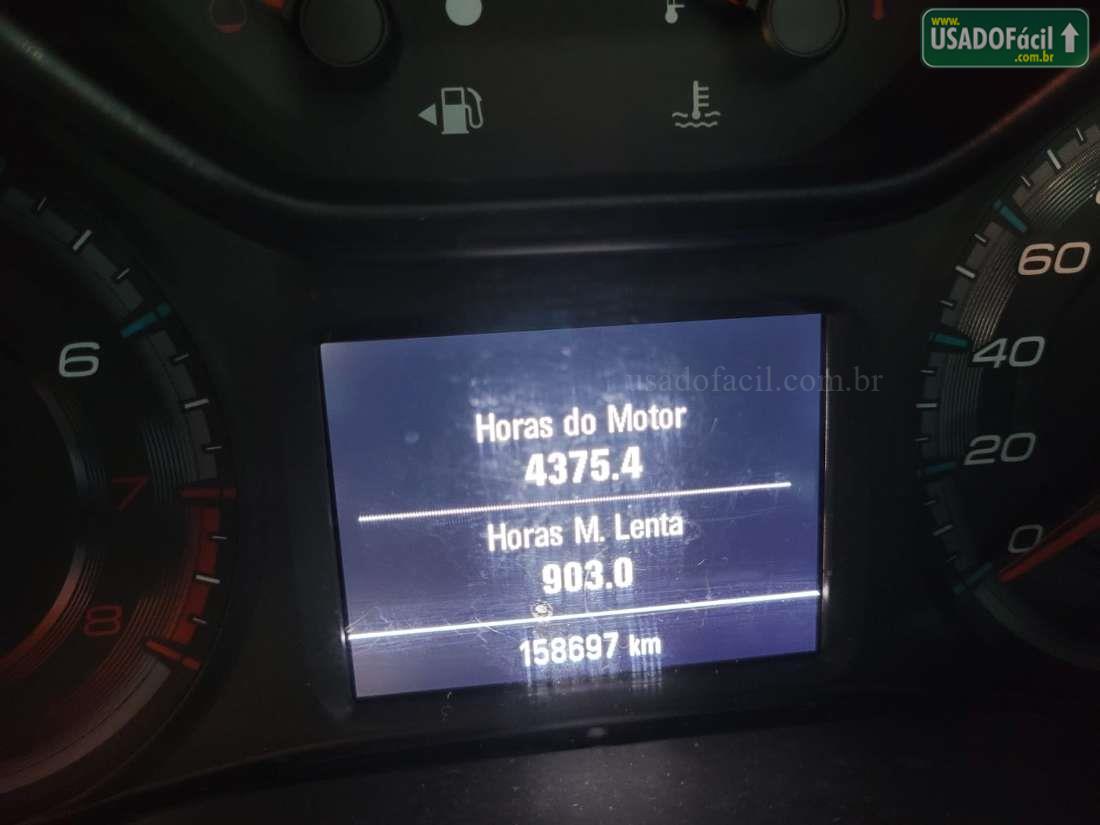 www.
USADOFácil
.com.br
60
6
40
usadofacil.com.br
Horas do Motor
4375.4
20
7
Horas M. Lenta
0
903.0
8
158697 km